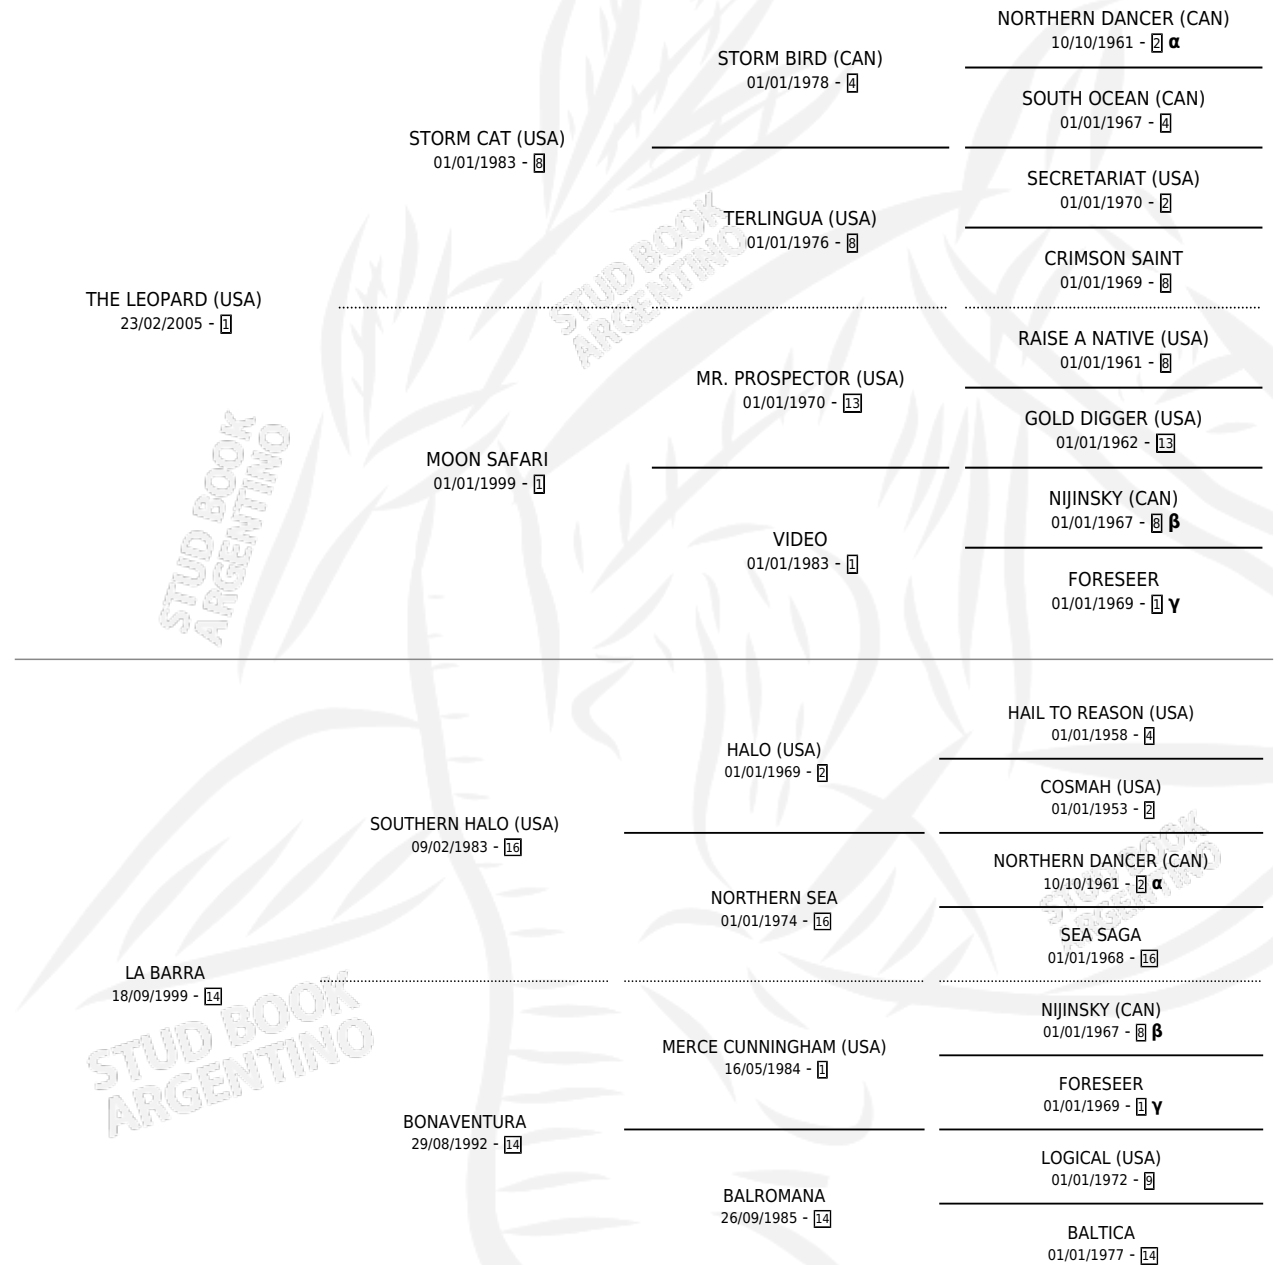 NORTHERN DANCER (CAN)
10/10/1961 - 2 α
STORM BIRD (CAN)
01/01/1978 - 4
SOUTH OCEAN (CAN)
01/01/1967 - 4
STORM CAT (USA)
01/01/1983 - 8
SECRETARIAT (USA)
01/01/1970 - 2
TERLINGUA (USA)
01/01/1976 - 8
CRIMSON SAINT
01/01/1969 - 8
THE LEOPARD (USA)
23/02/2005 - 1
RAISE A NATIVE (USA)
01/01/1961 - 8
MR. PROSPECTOR (USA)
01/01/1970 - 13
GOLD DIGGER (USA)
01/01/1962 - 13
MOON SAFARI
01/01/1999 - 1
NIJINSKY (CAN)
01/01/1967 - 8 β
VIDEO
01/01/1983 - 1
FORESEER
01/01/1969 - 1 γ
HAIL TO REASON (USA)
01/01/1958 - 4
HALO (USA)
01/01/1969 - 2
COSMAH (USA)
01/01/1953 - 2
SOUTHERN HALO (USA)
09/02/1983 - 16
NORTHERN DANCER (CAN)
10/10/1961 - 2 α
NORTHERN SEA
01/01/1974 - 16
SEA SAGA
01/01/1968 - 16
LA BARRA
18/09/1999 - 14
NIJINSKY (CAN)
01/01/1967 - 8 β
MERCE CUNNINGHAM (USA)
16/05/1984 - 1
FORESEER
01/01/1969 - 1 γ
BONAVENTURA
29/08/1992 - 14
LOGICAL (USA)
01/01/1972 - 9
BALROMANA
26/09/1985 - 14
BALTICA
01/01/1977 - 14
STUD BOOK
ARGENTINO
STUD BOOK
ARGENTINO
STUD BOOK
ARGENTINO
STUD BOOK
ARGENTINO